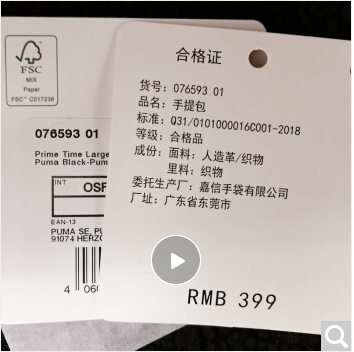 FSC
MIX
Paper
FSC™ C017238
076593 01
Prime Time Large
Puma Black-Pum
INT
OSF
EAN-13
PUMA SE, PU
91074 HERZO
4 060
合格证
货号: 076593 01
品名: 手提包
标准: Q31/0101000016C001-2018
等级: 合格品
成份: 面料: 人造革/织物
里料: 织物
委托生产厂: 嘉信手袋有限公司
厂址: 广东省东莞市
RMB 399